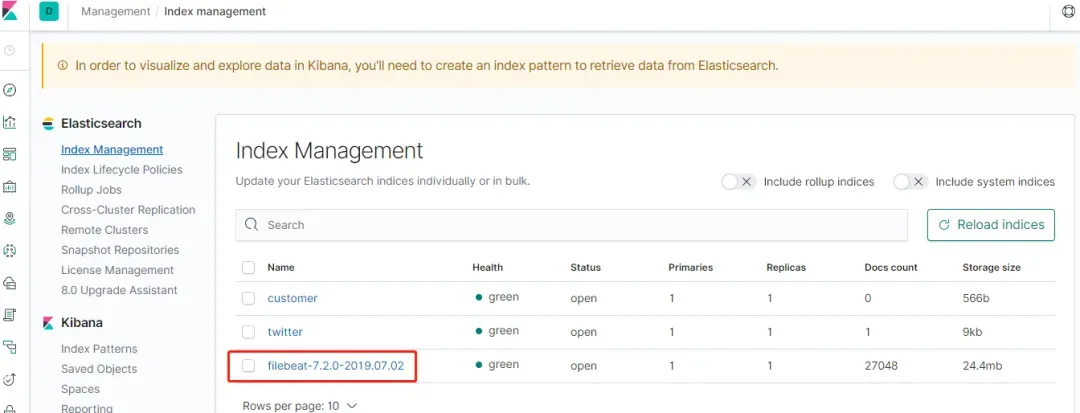 D Management / Index management
In order to visualize and explore data in Kibana, you'll need to create an index pattern to retrieve data from Elasticsearch.
Elasticsearch
Index Management
Index Lifecycle Policies
Rollup Jobs
Cross-Cluster Replication
Remote Clusters
Snapshot Repositories
License Management
8.0 Upgrade Assistant
Kibana
Index Patterns
Saved Objects
Spaces
Reporting
Index Management
Update your Elasticsearch indices individually or in bulk.
Include rollup indices
Include system indices
Search
Reload indices
Name Health Status Primaries Replicas Docs count Storage size
customer green open 1 1 0 566b
twitter green open 1 1 1 9kb
filebeat-7.2.0-2019.07.02 green open 1 1 27048 24.4mb
Rows per page: 10